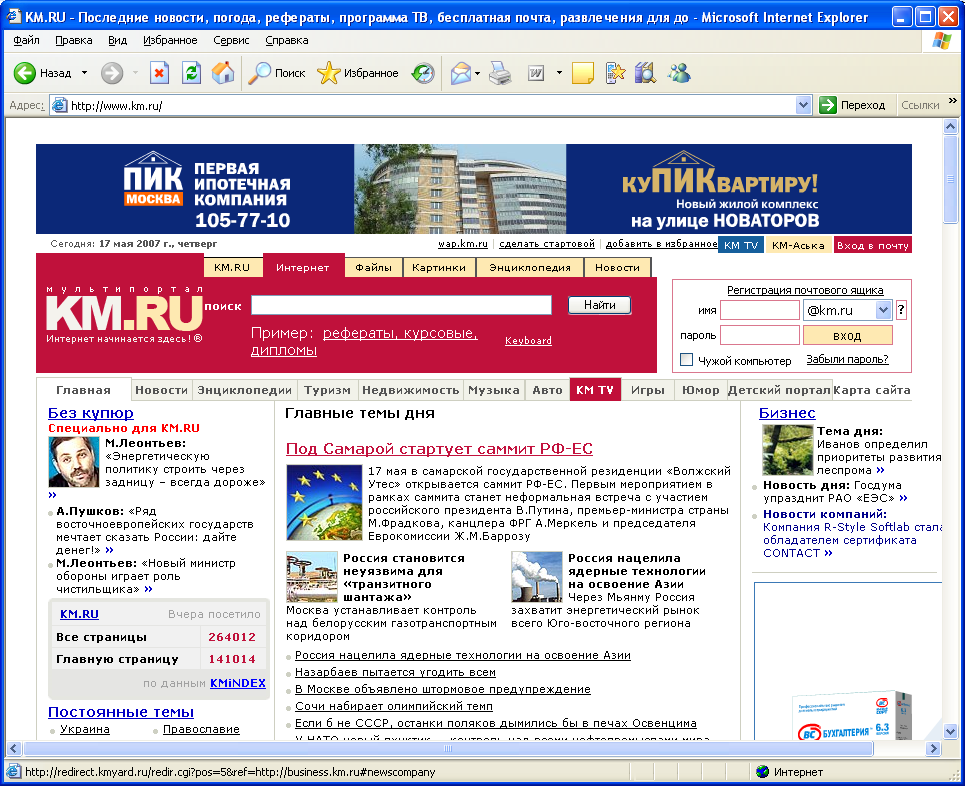 KM.RU - Последние новости, погода, рефераты, программа ТВ, бесплатная почта, развлечения для до - Microsoft Internet Explorer
Файл Правка Вид Избранное Сервис Справка
Назад Поиск Избранное
Адрес: http://www.km.ru/ Переход Ссылки »
ПИК МОСКВА
ПЕРВАЯ
ИПОТЕЧНАЯ
КОМПАНИЯ
105-77-10
куПИКвартиру!
Новый жилой комплекс
на улице НОВАТОРОВ
Сегодня: 17 мая 2007 г., четверг
wap.km.ru | сделать стартовой | добавить в избранное KM TV КМ-Аська Вход в почту
KM.RU Интернет Файлы Картинки Энциклопедия Новости
мультипортал
KM.RU
Интернет начинается здесь! ®
поиск Найти
Пример: рефераты, курсовые,
дипломы
Keyboard
Регистрация почтового ящика
имя @km.ru ?
пароль вход
Чужой компьютер Забыли пароль?
Главная Новости Энциклопедии Туризм Недвижимость Музыка Авто KM TV Игры Юмор Детский портал Карта сайта
Без купюр
Специально для KM.RU
М.Леонтьев:
«Энергетическую
политику строить через
задницу – всегда дороже»
»
А.Пушков: «Ряд
восточноевропейских государств
мечтает сказать России: дайте
денег!» »
М.Леонтьев: «Новый министр
обороны играет роль
чистильщика» »
KM.RU Вчера посетило
Все страницы 264012
Главную страницу 141014
по данным KMiNDEX
Постоянные темы
Украина Православие
Главные темы дня
Под Самарой стартует саммит РФ-ЕС
17 мая в самарской государственной резиденции «Волжский
Утес» открывается саммит РФ-ЕС. Первым мероприятием в
рамках саммита станет неформальная встреча с участием
российского президента В.Путина, премьер-министра страны
М.Фрадкова, канцлера ФРГ А.Меркель и председателя
Еврокомиссии Ж.М.Баррозу
Россия становится
неуязвима для
«транзитного
шантажа»
Москва устанавливает контроль
над белорусским газотранспортным
коридором
Россия нацелила
ядерные технологии
на освоение Азии
Через Мьянму Россия
захватит энергетический рынок
всего Юго-восточного региона
Россия нацелила ядерные технологии на освоение Азии
Назарбаев пытается угодить всем
В Москве объявлено штормовое предупреждение
Сочи набирает олимпийский темп
Если б не СССР, останки поляков дымились бы в печах Освенцима
У НАТО новый пунктик — контроль над всеми нефтепромыслами мира
Бизнес
Тема дня:
Иванов определил
приоритеты развития
леспрома »
Новость дня: Госдума
упразднит РАО «ЕЭС» »
Новости компаний:
Компания R-Style Softlab стала
обладателем сертификата
CONTACT »
БУХГАЛТЕРИЯ 6.3
http://redirect.kmyard.ru/redir.cgi?pos=5&ref=http://business.km.ru#newscompany Интернет